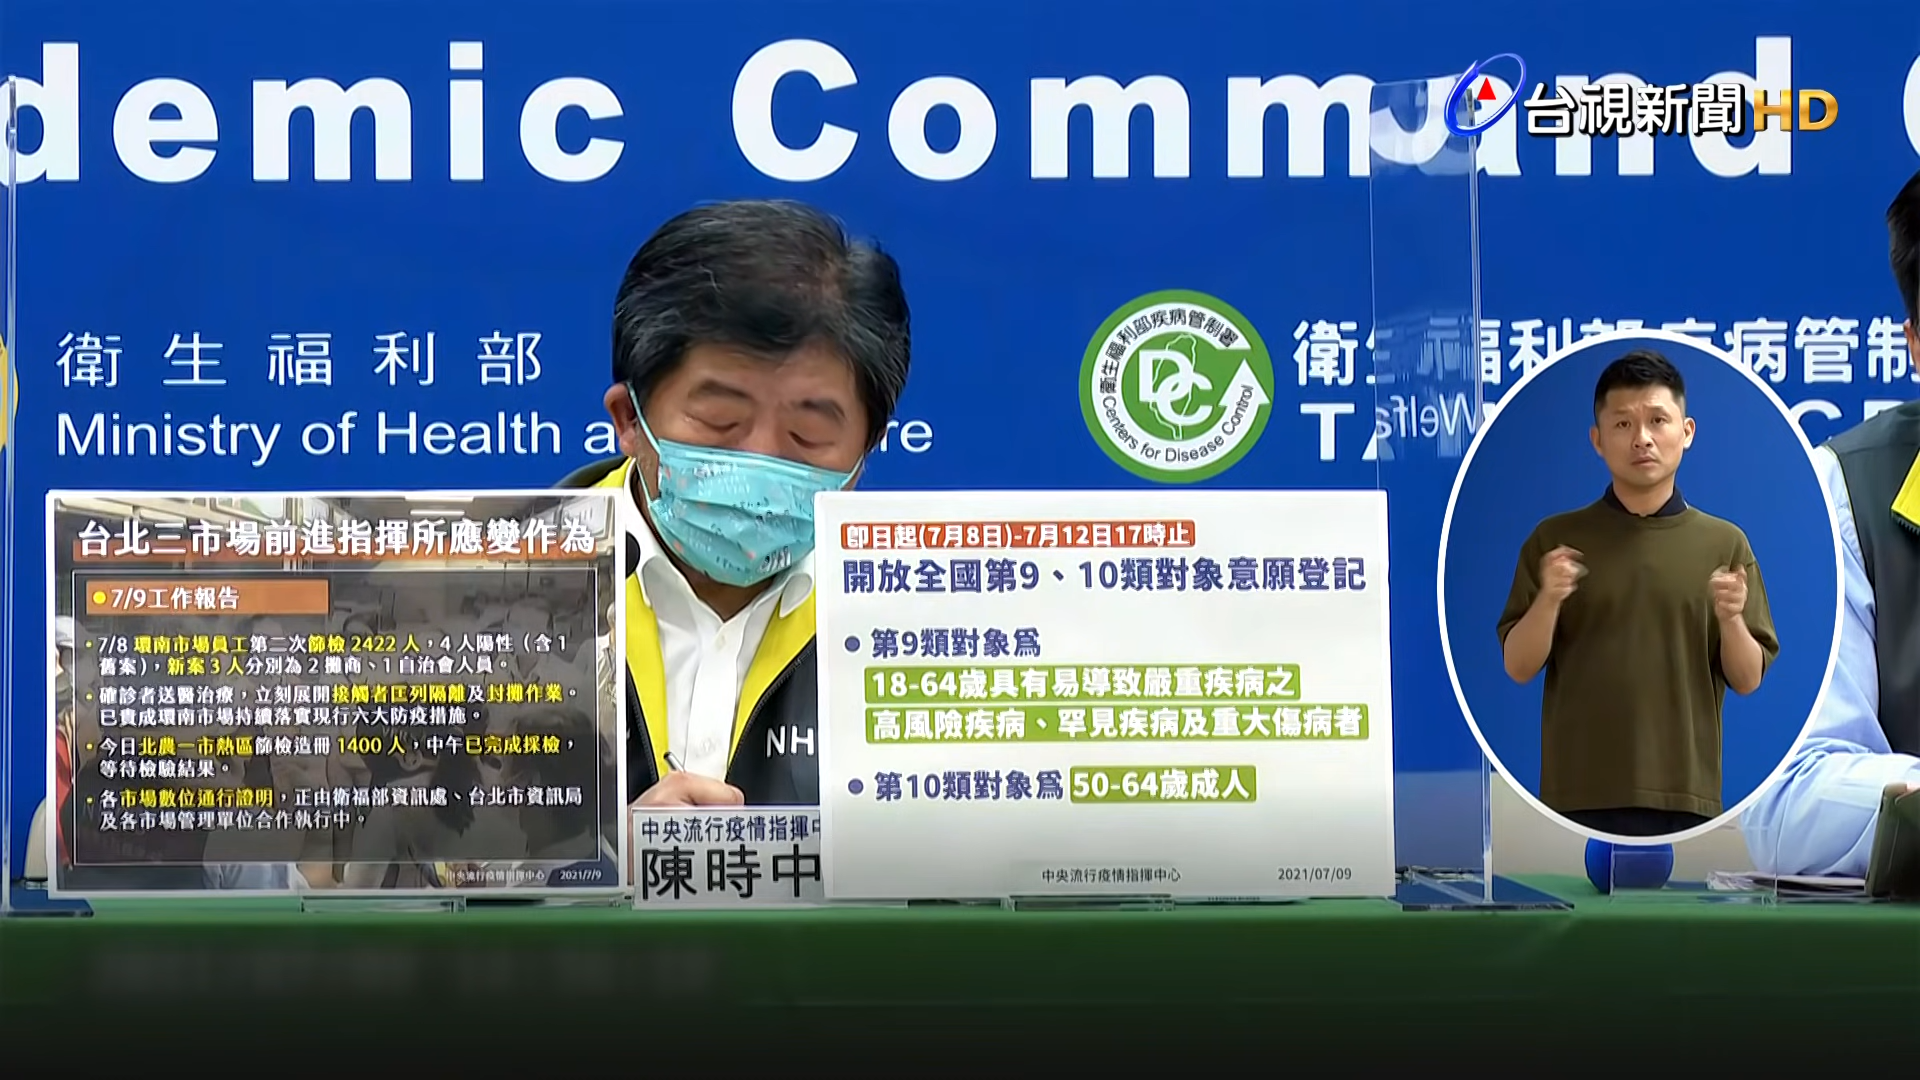 demic Command
台視新聞HD
衛生福利部
Ministry of Health a
re
衛生福利部疾病管制署
DC
Centers for Disease Control
台北三市場前進指揮所應變作為
7/9工作報告
7/8 環南市場員工第二次篩檢 2422 人，4 人陽性（含 1
舊案），新案 3 人分別為 2 攤商、1 自治會人員。
確診者送醫治療，立刻展開接觸者匡列隔離及封攤作業。
已責成環南市場持續落實現行六大防疫措施。
今日北農一市熱區篩檢造冊 1400 人，中午已完成採檢，
等待檢驗結果。
各市場數位通行證明，正由衛福部資訊處、台北市資訊局
及各市場管理單位合作執行中。
中央流行疫情指揮中心 2021/7/9
NH
中央流行疫情指揮中
陳時中
即日起(7月8日)-7月12日17時止
開放全國第9、10類對象意願登記
第9類對象為
18-64歲具有易導致嚴重疾病之
高風險疾病、罕見疾病及重大傷病者
第10類對象為 50-64歲成人
中央流行疫情指揮中心 2021/07/09